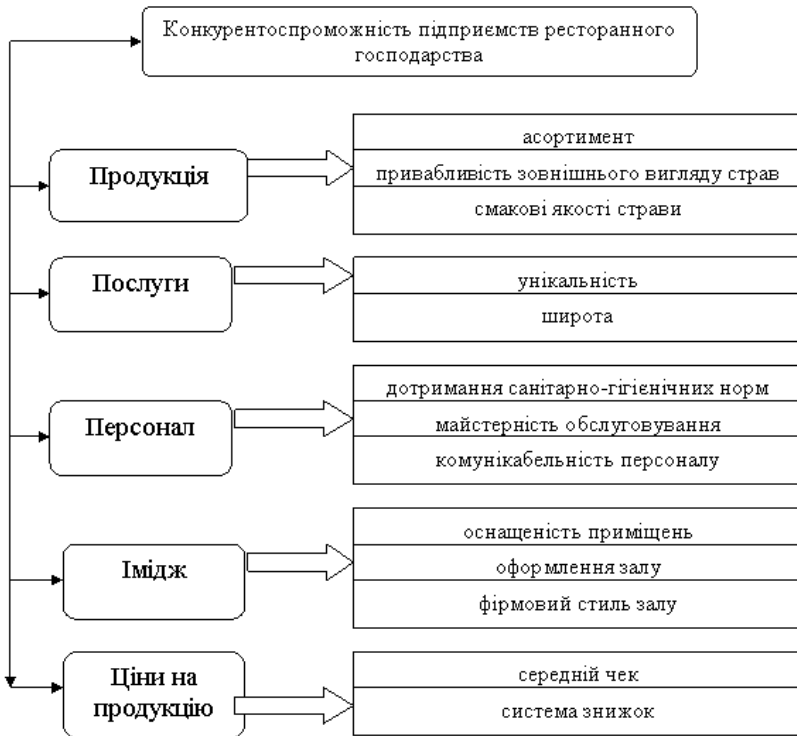 Конкурентоспроможність підприємств ресторанного
господарства
Продукція
асортимент
привабливість зовнішнього вигляду страв
смакові якості страви
Послуги
унікальність
широта
Персонал
дотримання санітарно-гігієнічних норм
майстерність обслуговування
комунікабельність персоналу
Імідж
оснащеність приміщень
оформлення залу
фірмовий стиль залу
Ціни на
продукцію
середній чек
система знижок